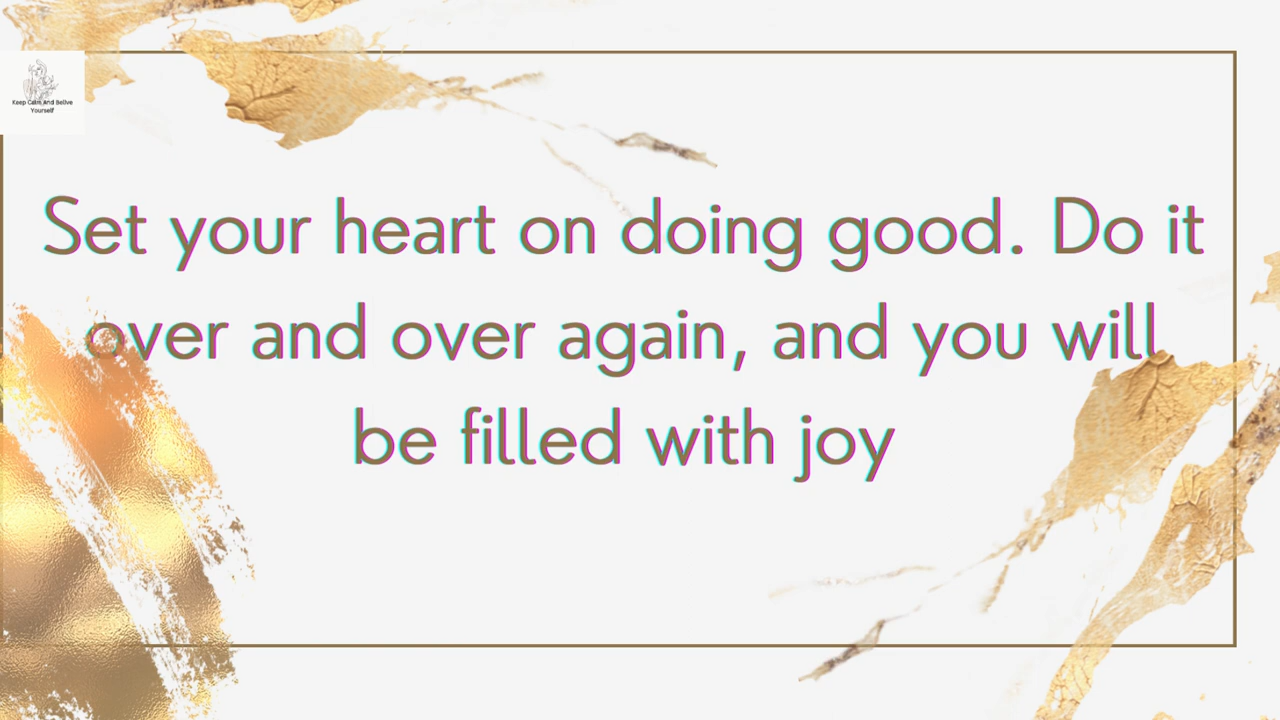 Keep Calm And Belive
Yourself
Set your heart on doing good. Do it
over and over again, and you will
be filled with joy